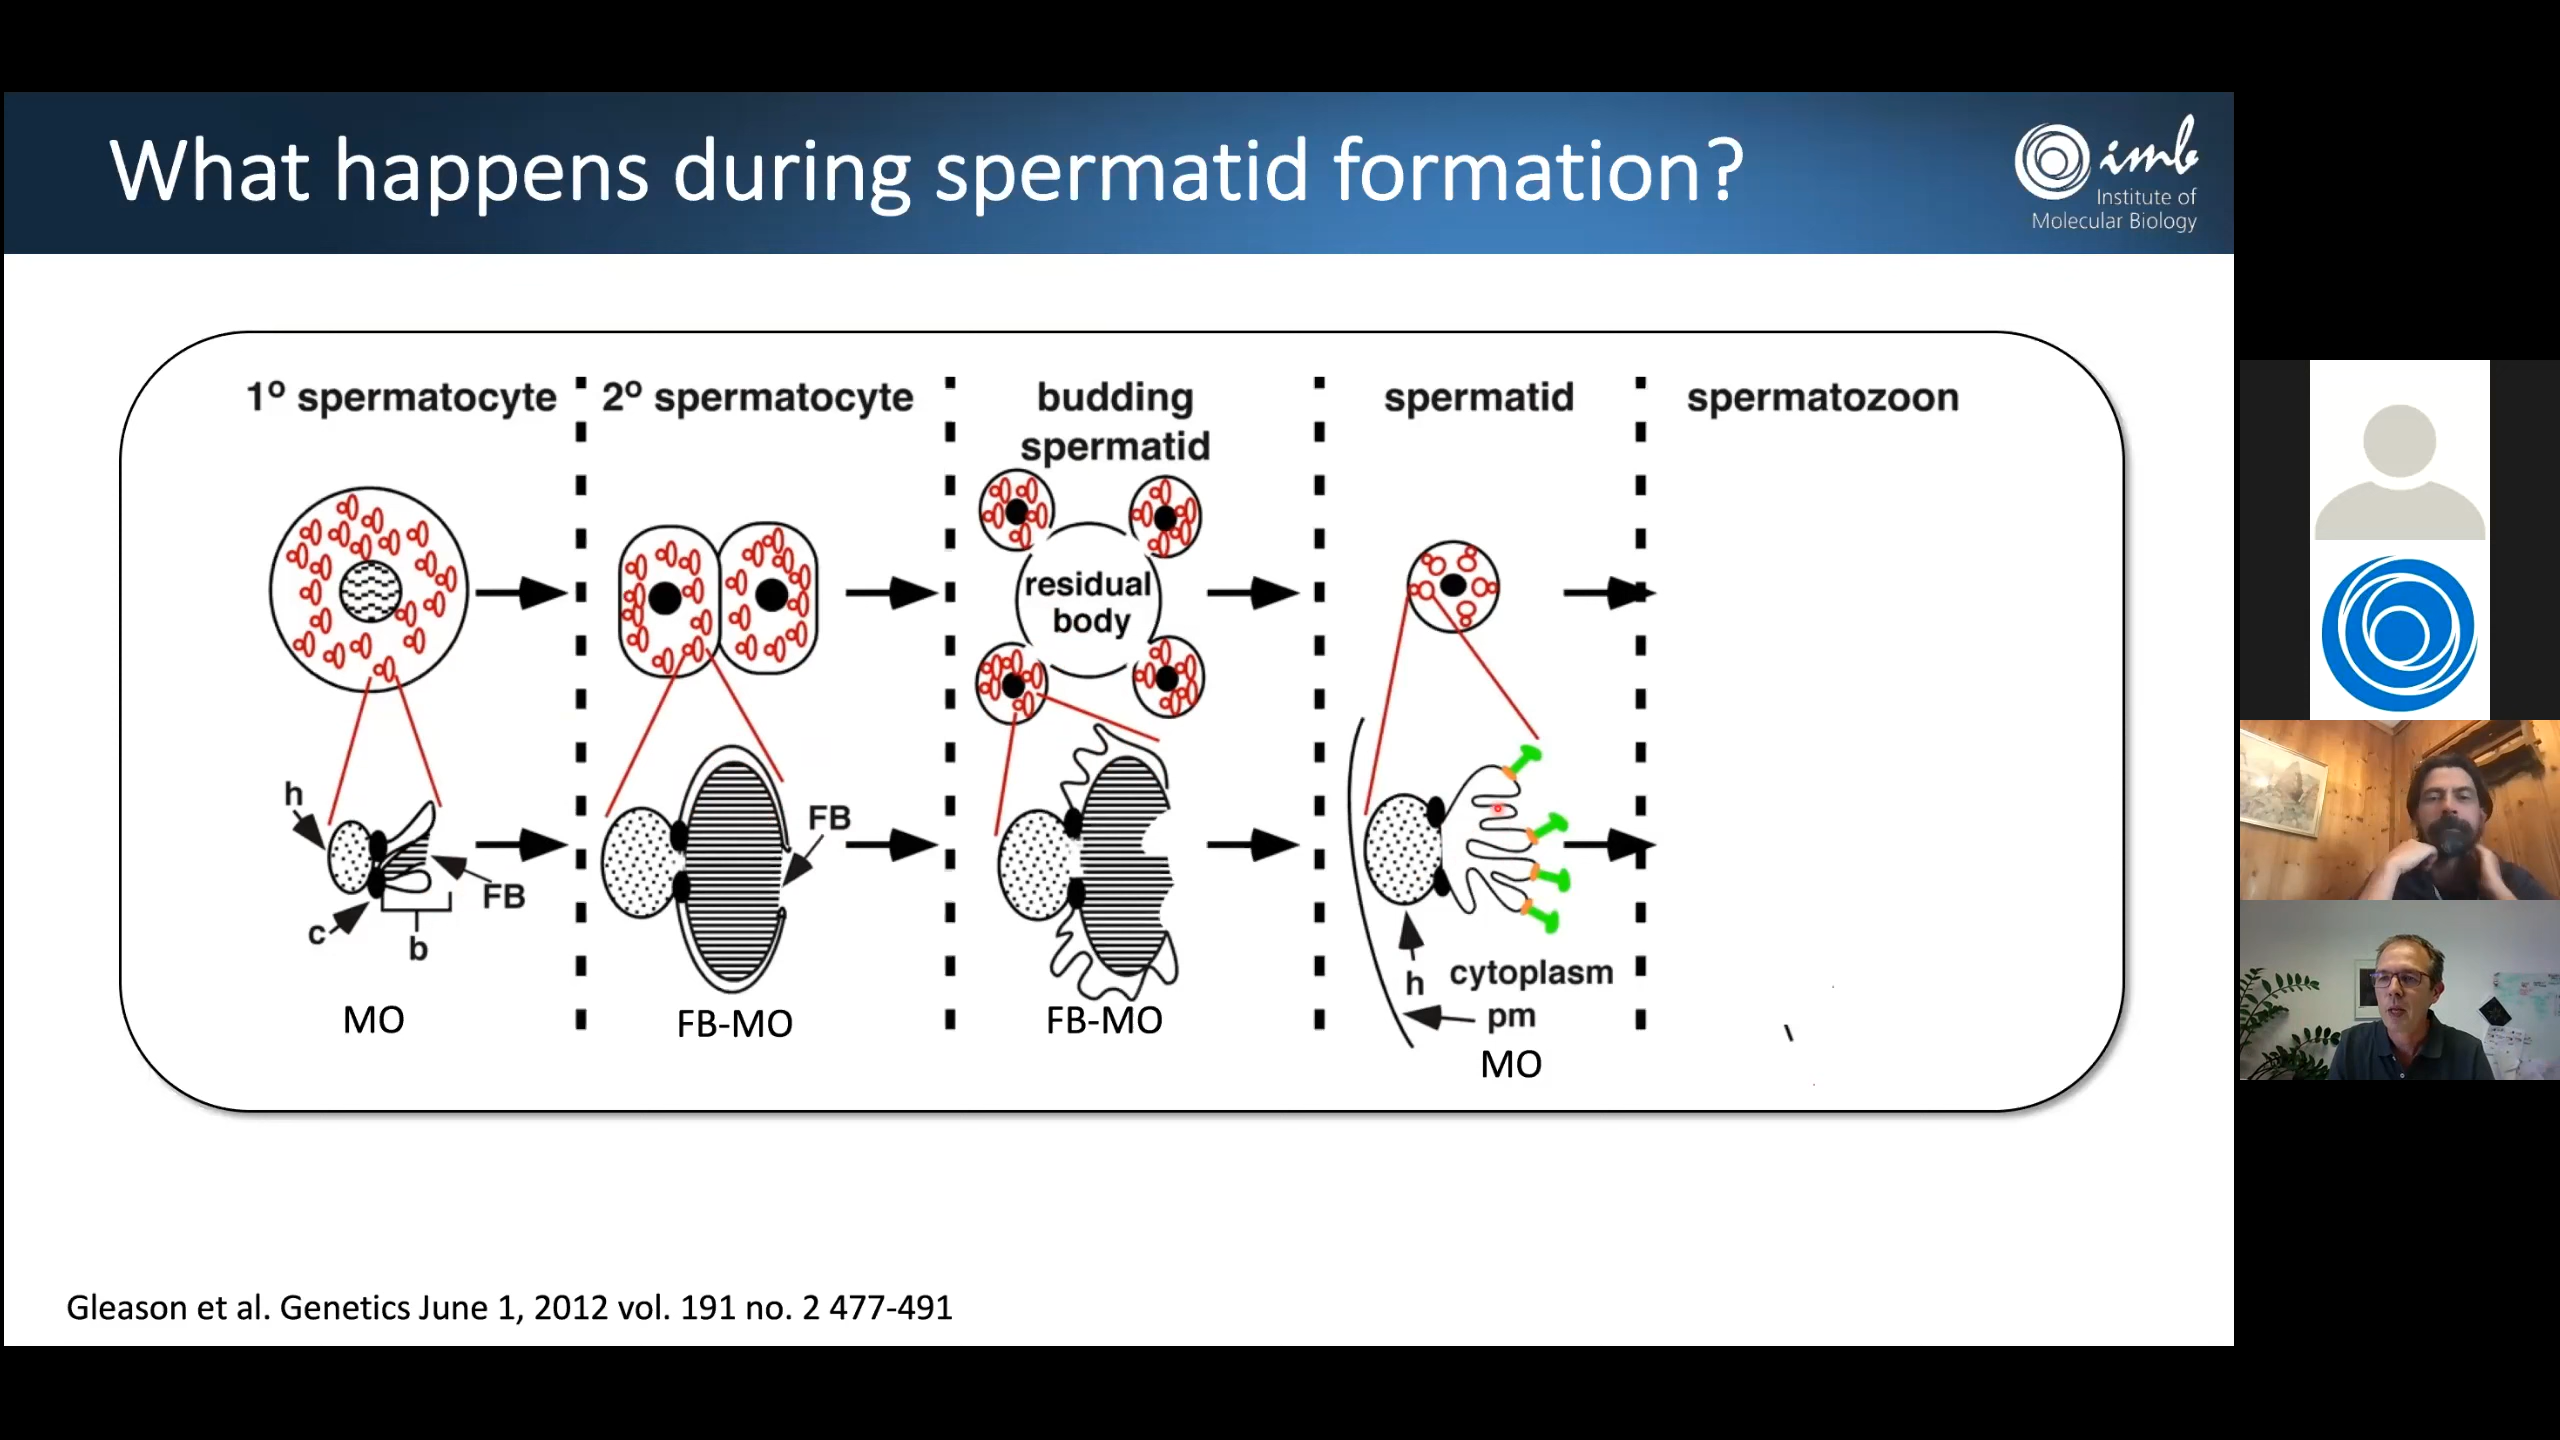 What happens during spermatid formation?
imb
Institute of
Molecular Biology
1º spermatocyte
2º spermatocyte
budding
spermatid
spermatid
spermatozoon
residual
body
h
FB
c
b
MO
FB
FB-MO
FB-MO
h
cytoplasm
pm
MO
Gleason et al. Genetics June 1, 2012 vol. 191 no. 2 477-491